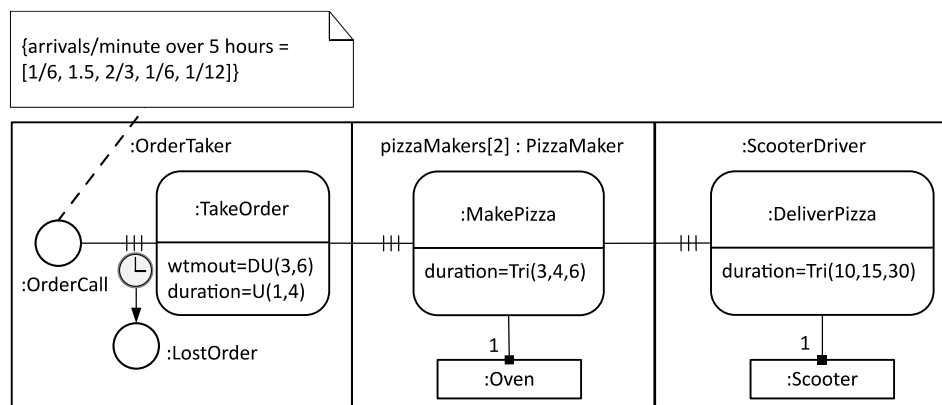 {arrivals/minute over 5 hours =
[1/6, 1.5, 2/3, 1/6, 1/12]}
:OrderTaker
pizzaMakers[2] : PizzaMaker
:ScooterDriver
:TakeOrder
wtmout=DU(3,6)
duration=U(1,4)
:OrderCall
:LostOrder
:MakePizza
duration=Tri(3,4,6)
1
:Oven
:DeliverPizza
duration=Tri(10,15,30)
1
:Scooter